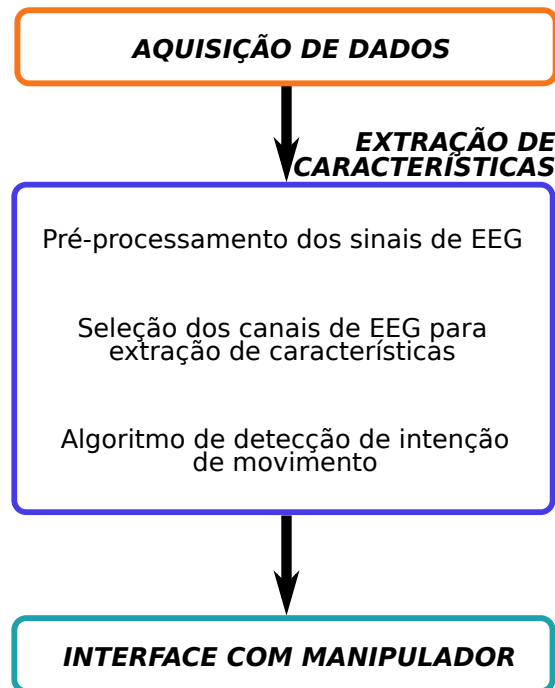 AQUISIÇÃO DE DADOS
EXTRAÇÃO DE
CARACTERÍSTICAS
Pré-processamento dos sinais de EEG
Seleção dos canais de EEG para
extração de características
Algoritmo de detecção de intenção
de movimento
INTERFACE COM MANIPULADOR